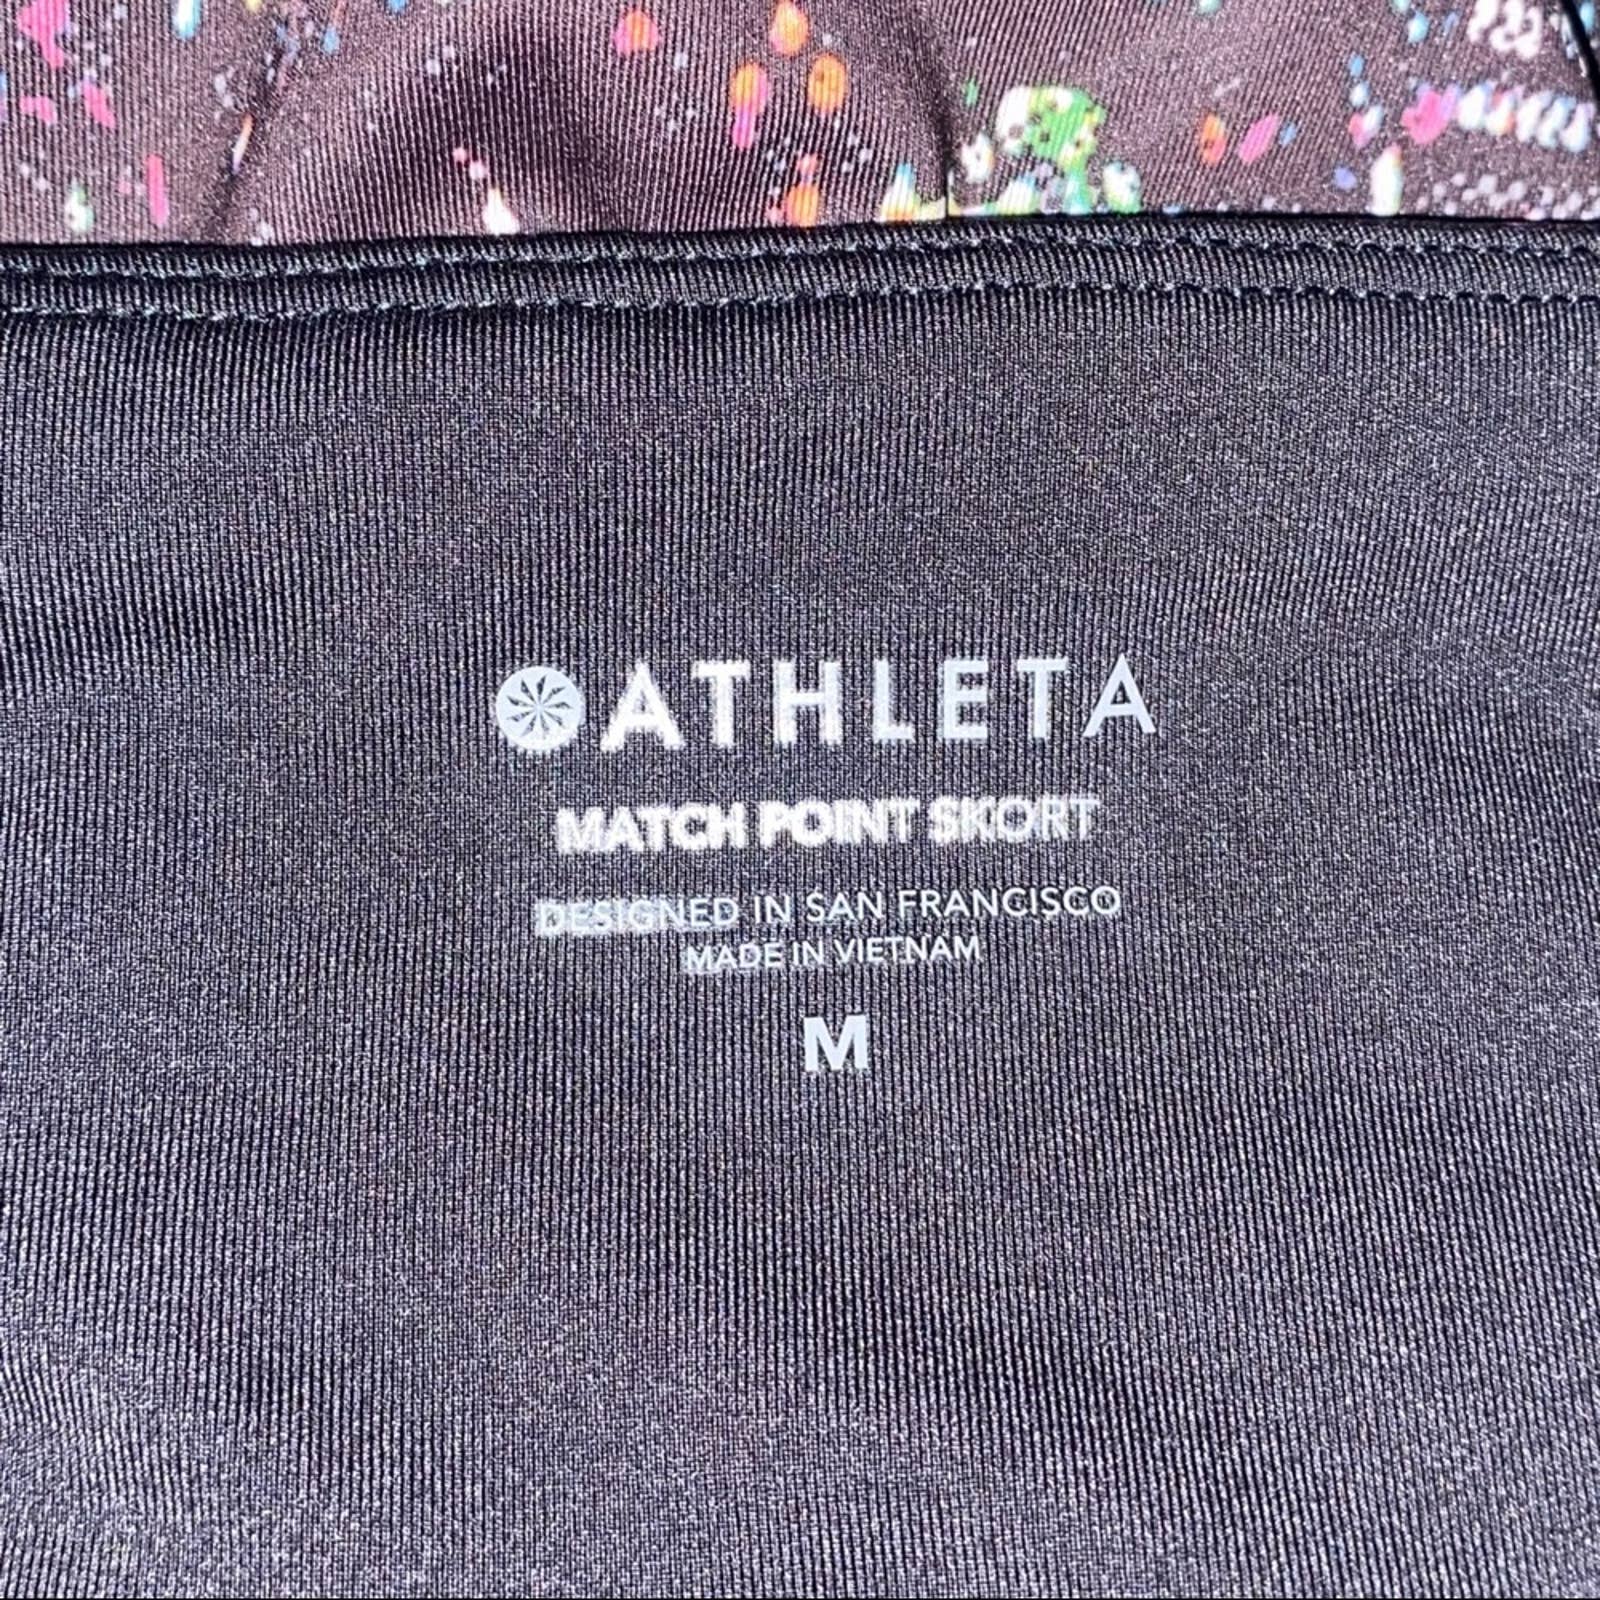 ATHLETA
MATCH POINT SKORT
DESIGNED IN SAN FRANCISCO
MADE IN VIETNAM
M